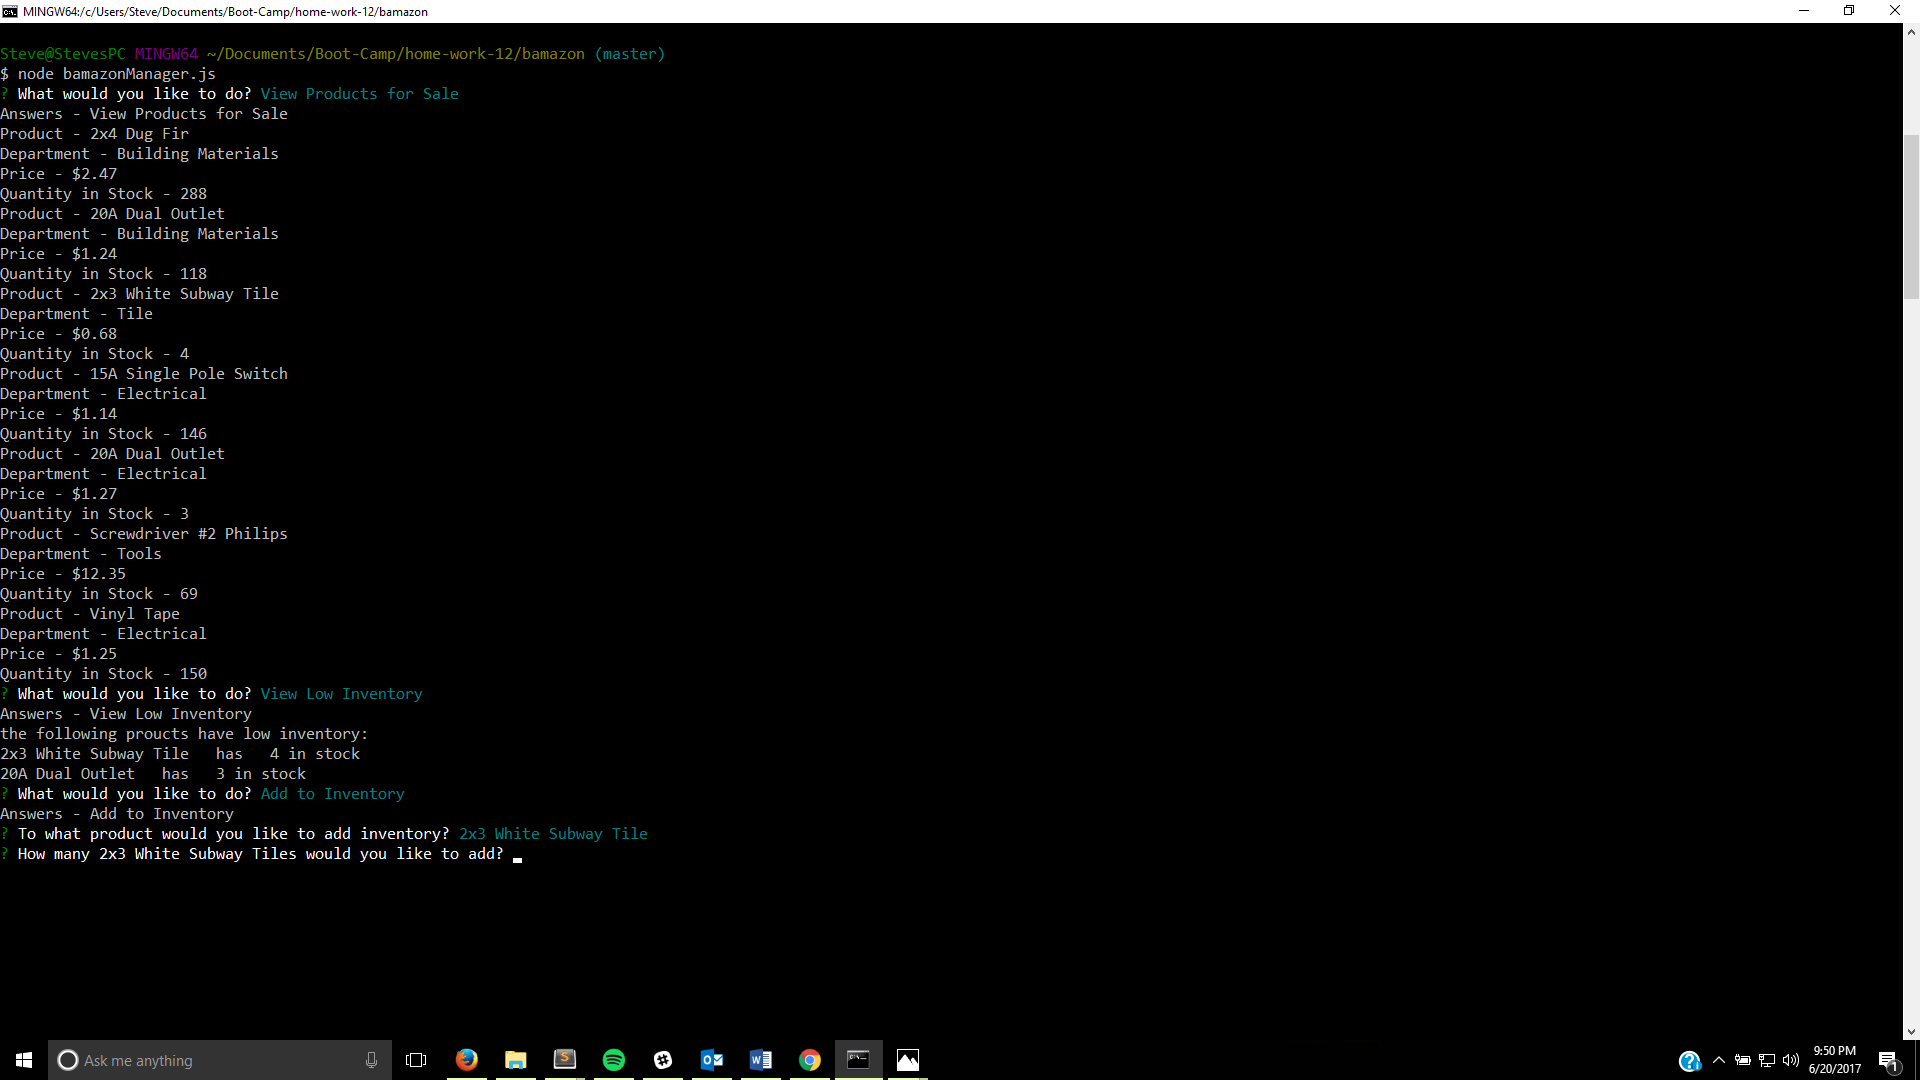 MINGW64:/c/Users/Steve/Documents/Boot-Camp/home-work-12/bamazon
Steve@StevesPC MINGW64 ~/Documents/Boot-Camp/home-work-12/bamazon (master)
$ node bamazonManager.js
? What would you like to do? View Products for Sale
Answers - View Products for Sale
Product - 2x4 Dug Fir
Department - Building Materials
Price - $2.47
Quantity in Stock - 288
Product - 20A Dual Outlet
Department - Building Materials
Price - $1.24
Quantity in Stock - 118
Product - 2x3 White Subway Tile
Department - Tile
Price - $0.68
Quantity in Stock - 4
Product - 15A Single Pole Switch
Department - Electrical
Price - $1.14
Quantity in Stock - 146
Product - 20A Dual Outlet
Department - Electrical
Price - $1.27
Quantity in Stock - 3
Product - Screwdriver #2 Philips
Department - Tools
Price - $12.35
Quantity in Stock - 69
Product - Vinyl Tape
Department - Electrical
Price - $1.25
Quantity in Stock - 150
? What would you like to do? View Low Inventory
Answers - View Low Inventory
the following proucts have low inventory:
2x3 White Subway Tile   has   4 in stock
20A Dual Outlet   has   3 in stock
? What would you like to do? Add to Inventory
Answers - Add to Inventory
? To what product would you like to add inventory? 2x3 White Subway Tile
? How many 2x3 White Subway Tiles would you like to add?
Ask me anything
9:50 PM
6/20/2017
1